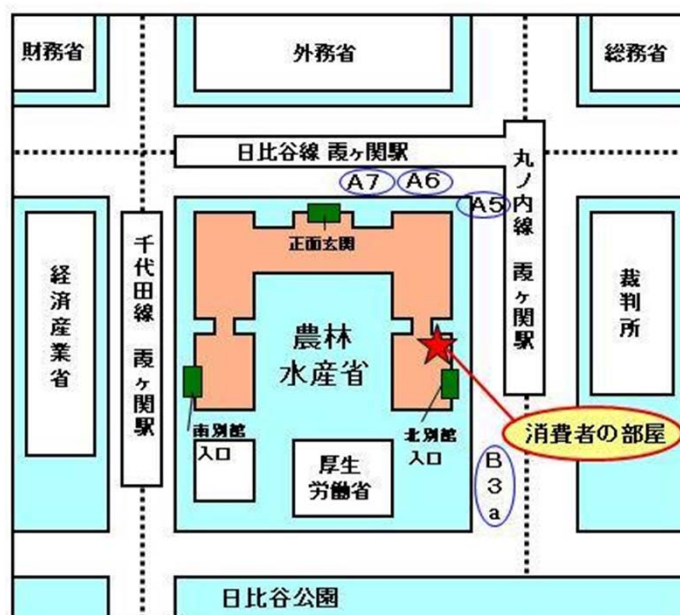 財務省
外務省
総務省
日比谷線 霞ヶ関駅
A7
A6
A5
丸ノ内線 霞ヶ関駅
正面玄関
千代田線 霞ヶ関駅
経済産業省
裁判所
農林
水産省
南別館
入口
北別館
入口
消費者の部屋
厚生
労働省
B3a
日比谷公園